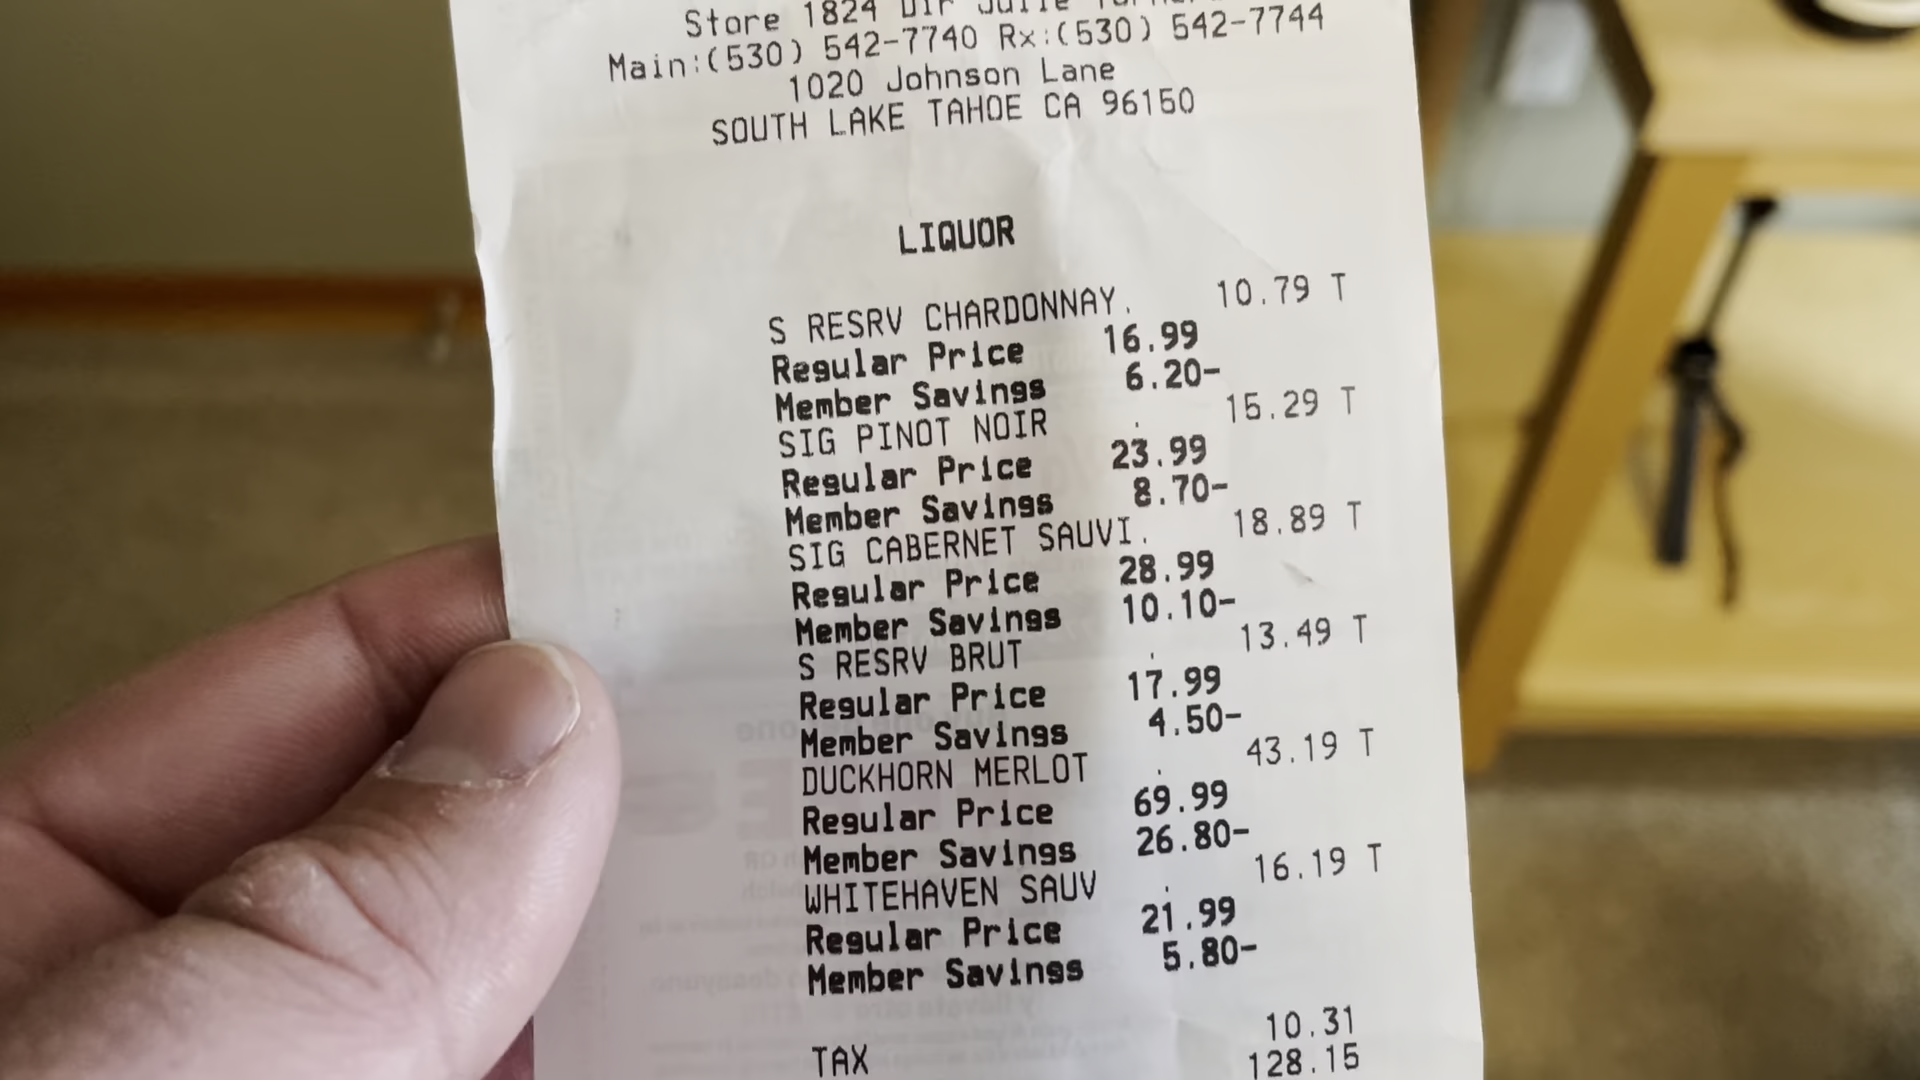 Store 1824 Dir Julie
Main:(530) 542-7740 Rx:(530) 542-7744
1020 Johnson Lane
SOUTH LAKE TAHOE CA 96150
LIQUOR
S RESRV CHARDONNAY. 10.79 T
Regular Price 16.99
Member Savings 6.20-
SIG PINOT NOIR . 15.29 T
Regular Price 23.99
Member Savings 8.70-
SIG CABERNET SAUVI. 18.89 T
Regular Price 28.99
Member Savings 10.10-
S RESRV BRUT . 13.49 T
Regular Price 17.99
Member Savings 4.50-
DUCKHORN MERLOT . 43.19 T
Regular Price 69.99
Member Savings 26.80-
WHITEHAVEN SAUV . 16.19 T
Regular Price 21.99
Member Savings 5.80-
TAX 10.31
128.15